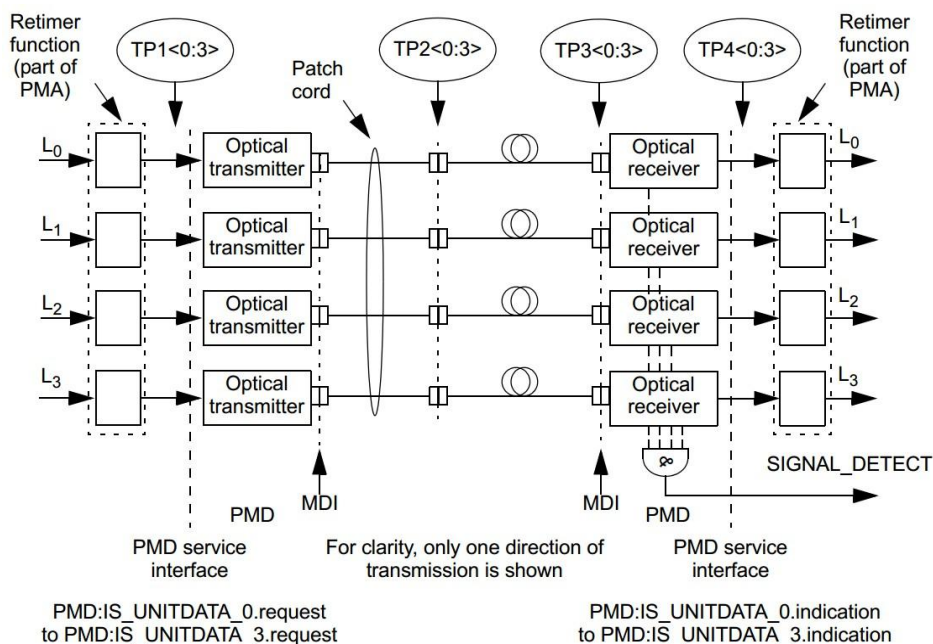 Retimer
function
(part of
PMA)
TP1<0:3>
Patch
cord
TP2<0:3>
TP3<0:3>
TP4<0:3>
Retimer
function
(part of
PMA)
L0
Optical
transmitter
Optical
receiver
L0
L1
Optical
transmitter
Optical
receiver
L1
L2
Optical
transmitter
Optical
receiver
L2
L3
Optical
transmitter
Optical
receiver
L3
&
SIGNAL_DETECT
PMD
MDI
MDI
PMD
PMD service
interface
For clarity, only one direction of
transmission is shown
PMD service
interface
PMD:IS_UNITDATA_0.request
to PMD:IS_UNITDATA_3.request
PMD:IS_UNITDATA_0.indication
to PMD:IS_UNITDATA_3.indication